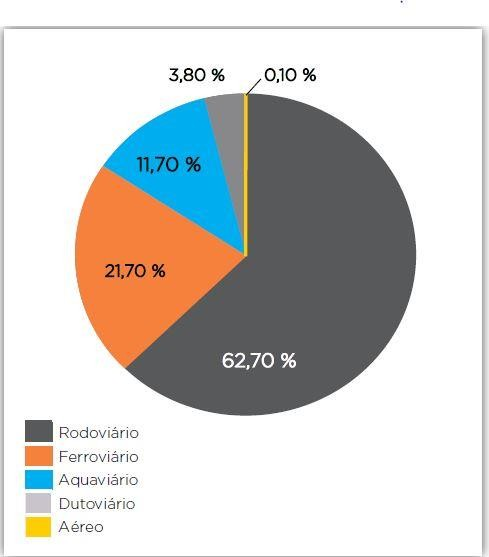 3,80 %
0,10 %
11,70 %
21,70 %
62,70 %
Rodoviário
Ferroviário
Aquaviário
Dutoviário
Aéreo